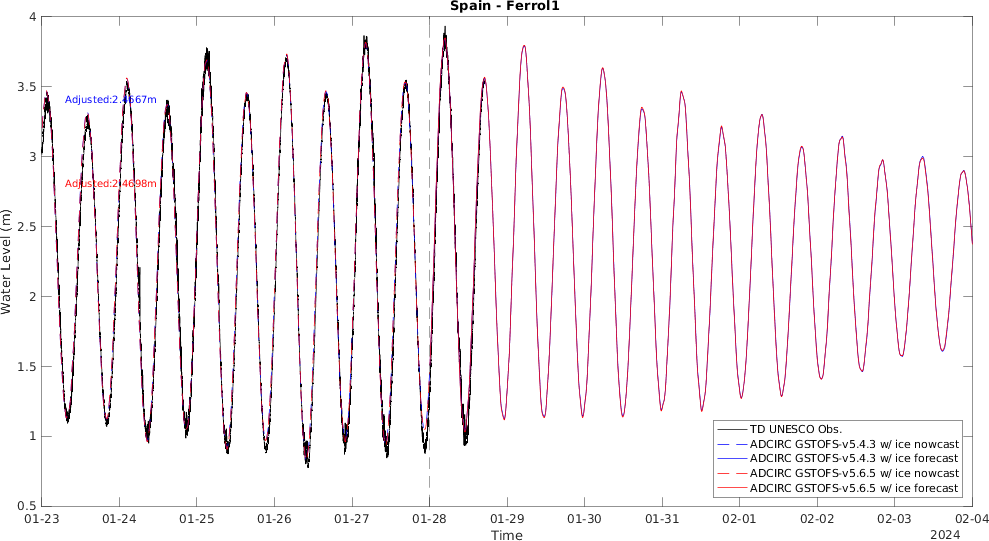 Spain - Ferrol1
4
3.5
3
2.5
2
1.5
1
0.5
Water Level (m)
Adjusted:2.4667m
Adjusted:2.4698m
TD UNESCO Obs.
ADCIRC GSTOFS-v5.4.3 w/ ice nowcast
ADCIRC GSTOFS-v5.4.3 w/ ice forecast
ADCIRC GSTOFS-v5.6.5 w/ ice nowcast
ADCIRC GSTOFS-v5.6.5 w/ ice forecast
01-23 01-24 01-25 01-26 01-27 01-28 01-29 01-30 01-31 02-01 02-02 02-03 02-04
Time
2024